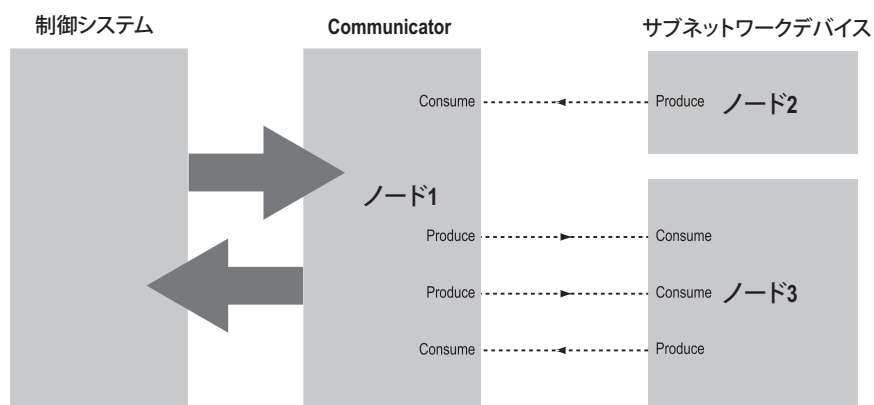 制御システム
Communicator
サブネットワークデバイス
Consume
Produce
ノード2
ノード1
Produce
Consume
Produce
Consume
ノード3
Consume
Produce